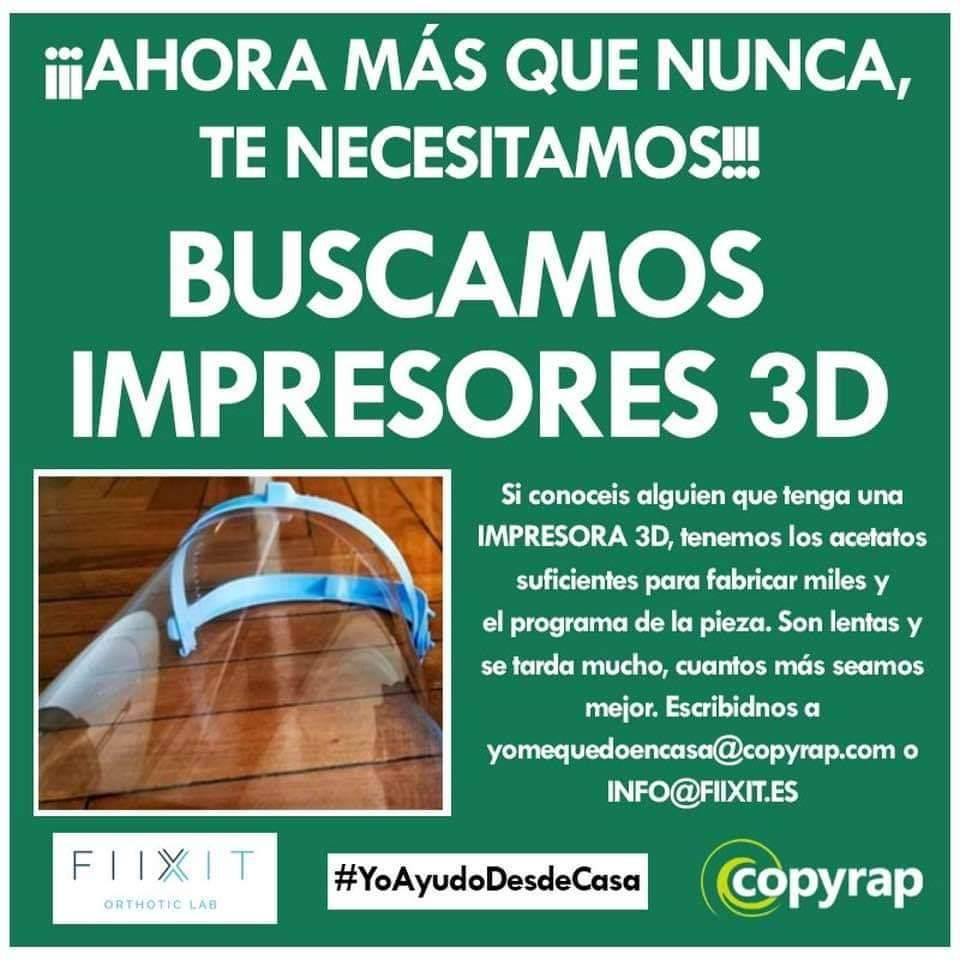 ¡¡¡AHORA MÁS QUE NUNCA,
TE NECESITAMOS!!!
BUSCAMOS
IMPRESORES 3D
Si conoceis alguien que tenga una
IMPRESORA 3D, tenemos los acetatos
suficientes para fabricar miles y
el programa de la pieza. Son lentas y
se tarda mucho, cuantos más seamos
mejor. Escribidnos a
yomequedoencasa@copyrap.com o
INFO@FIIXIT.ES
FIIXIT
ORTHOTIC LAB
#YoAyudoDesdeCasa
copyrap